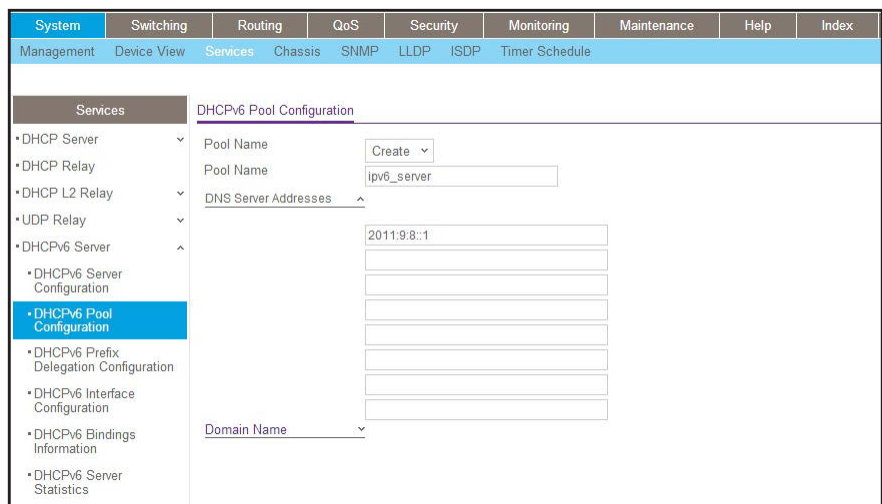 System Switching Routing QoS Security Monitoring Maintenance Help Index
Management Device View Services Chassis SNMP LLDP ISDP Timer Schedule
Services
DHCP Server
DHCP Relay
DHCP L2 Relay
UDP Relay
DHCPv6 Server
DHCPv6 Server
Configuration
DHCPv6 Pool
Configuration
DHCPv6 Prefix
Delegation Configuration
DHCPv6 Interface
Configuration
DHCPv6 Bindings
Information
DHCPv6 Server
Statistics
DHCPv6 Pool Configuration
Pool Name Create
Pool Name ipv6_server
DNS Server Addresses
2011:9:8::1
Domain Name